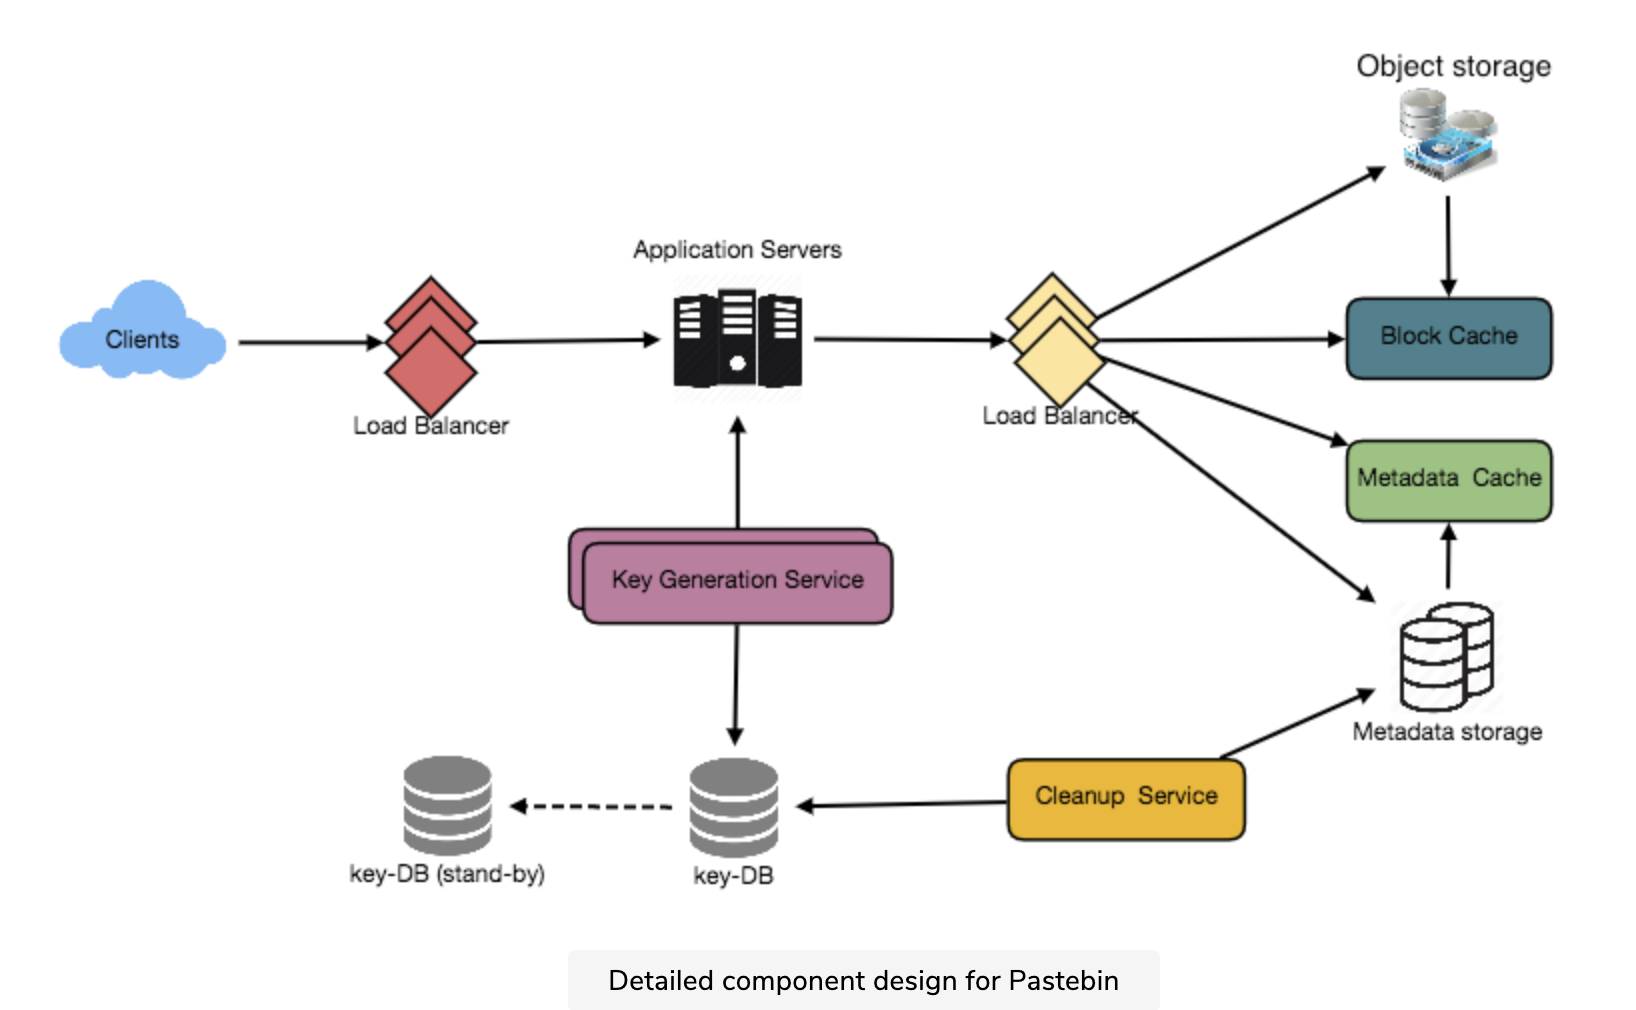 Object storage
Application Servers
Clients
Block Cache
Load Balancer
Load Balancer
Metadata Cache
Key Generation Service
Metadata storage
Cleanup Service
key-DB (stand-by)
key-DB
Detailed component design for Pastebin